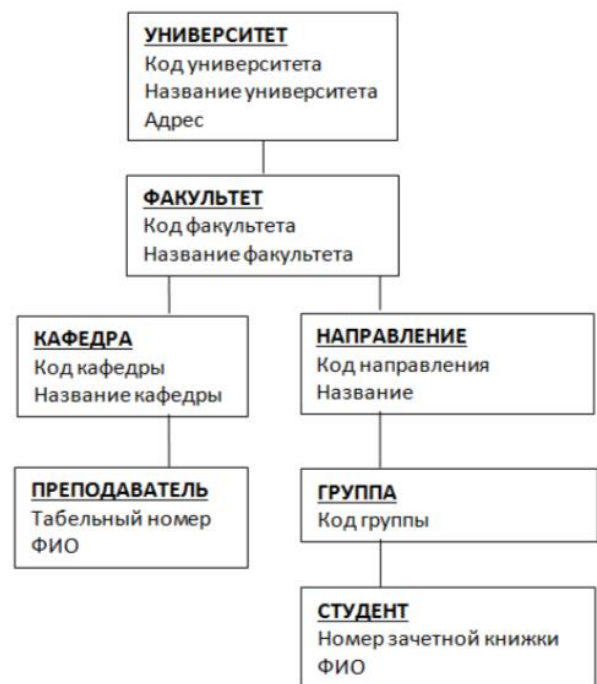 УНИВЕРСИТЕТ
Код университета
Название университета
Адрес
ФАКУЛЬТЕТ
Код факультета
Название факультета
КАФЕДРА
Код кафедры
Название кафедры
НАПРАВЛЕНИЕ
Код направления
Название
ПРЕПОДАВАТЕЛЬ
Табельный номер
ФИО
ГРУППА
Код группы
СТУДЕНТ
Номер зачетной книжки
ФИО